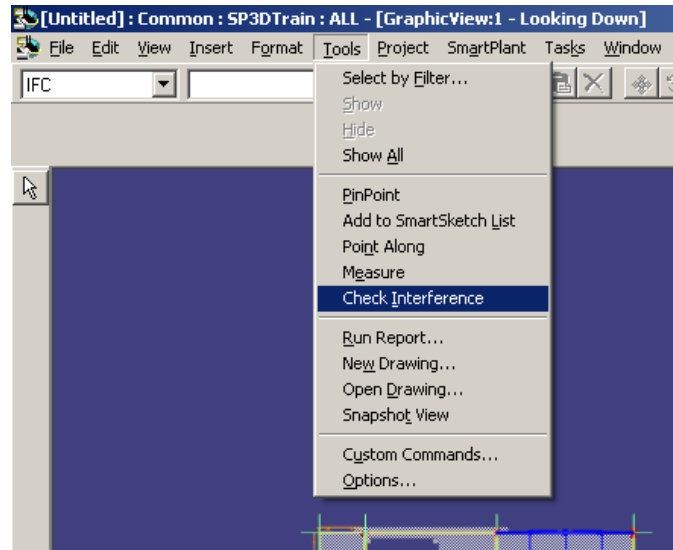 [Untitled] : Common : SP3DTrain : ALL - [GraphicView:1 - Looking Down]
File Edit View Insert Format Tools Project SmartPlant Tasks Window
IFC
Select by Filter...
Show
Hide
Show All
PinPoint
Add to SmartSketch List
Point Along
Measure
Check Interference
Run Report...
New Drawing...
Open Drawing...
Snapshot View
Custom Commands...
Options...